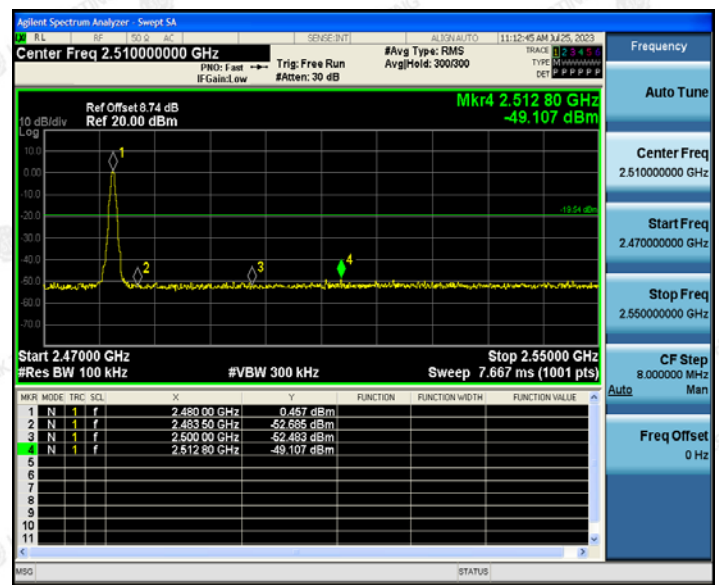 Agilent Spectrum Analyzer - Swept SA
RL RF 50 Ω AC SENSE:INT ALIGNAUTO 11:12:45 AM Jul 25, 2023
Center Freq 2.510000000 GHz #Avg Type: RMS TRACE 1 2 3 4 5 6
PNO: Fast Trig: Free Run Avg|Hold: 300/300 TYPE M
IFGain:Low #Atten: 30 dB DET P P P P P P
Frequency
Auto Tune
Center Freq
2.510000000 GHz
Start Freq
2.470000000 GHz
Stop Freq
2.550000000 GHz
CF Step
8.000000 MHz
Auto Man
Freq Offset
0 Hz
Mkr4 2.512 80 GHz
-49.107 dBm
Ref Offset 8.74 dB
10 dB/div Ref 20.00 dBm
Log
10.0
0.00
-10.0
-20.0
-30.0
-40.0
-50.0
-60.0
-70.0
1
2
3
4
-19.54 dBm
Start 2.47000 GHz Stop 2.55000 GHz
#Res BW 100 kHz #VBW 300 kHz Sweep 7.667 ms (1001 pts)
MKR MODE TRC SCL X Y FUNCTION FUNCTION WIDTH FUNCTION VALUE
1 N 1 f 2.480 00 GHz 0.457 dBm
2 N 1 f 2.483 50 GHz -52.685 dBm
3 N 1 f 2.500 00 GHz -52.483 dBm
4 N 1 f 2.512 80 GHz -49.107 dBm
5
6
7
8
9
10
11
MSG STATUS